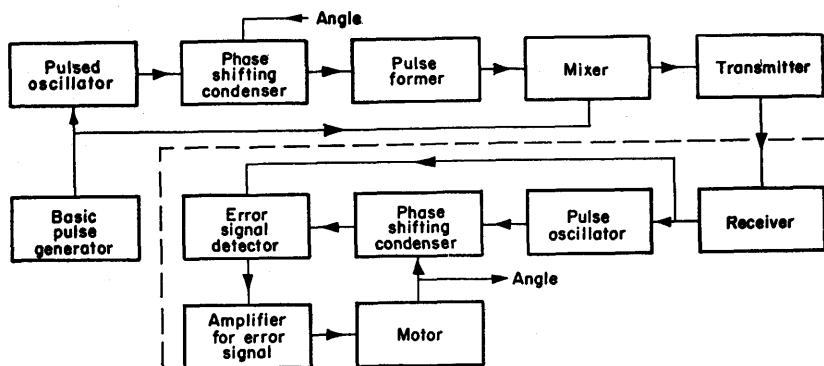 Angle
Pulsed
oscillator
Phase
shifting
condenser
Pulse
former
Mixer
Transmitter
Basic
pulse
generator
Error
signal
detector
Phase
shifting
condenser
Pulse
oscillator
Receiver
Angle
Amplifier
for error
signal
Motor